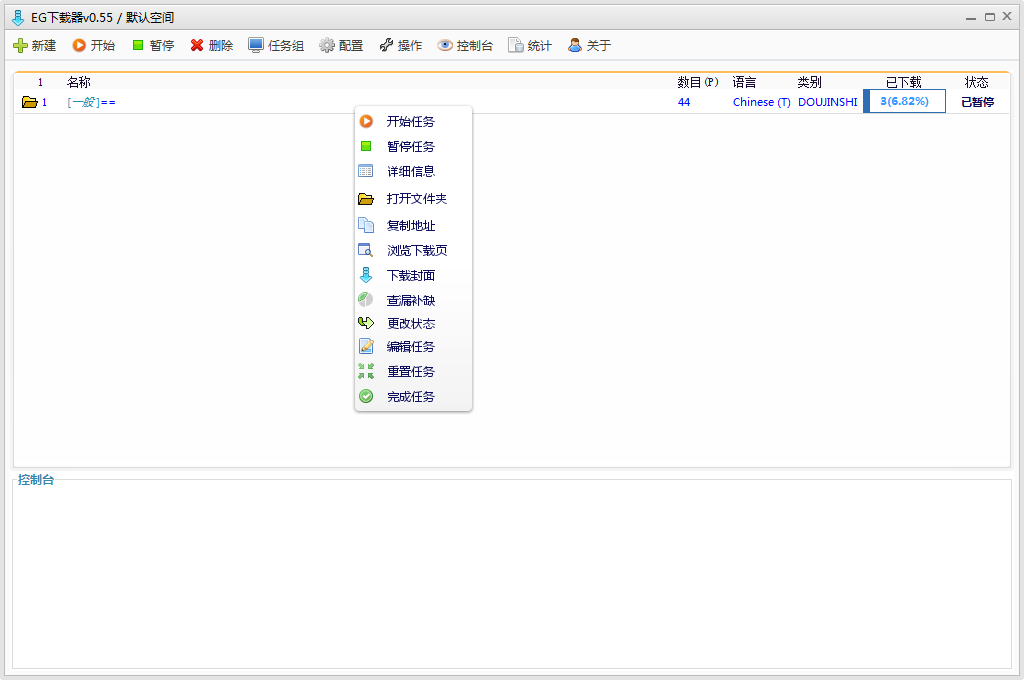 EG下载器v0.55 / 默认空间
新建 开始 暂停 删除 任务组 配置 操作 控制台 统计 关于
1 名称 数目(P) 语言 类别 已下载 状态
1 [一般]== 44 Chinese (T) DOUJINSHI 3(6.82%) 已暂停
开始任务
暂停任务
详细信息
打开文件夹
复制地址
浏览下载页
下载封面
查漏补缺
更改状态
编辑任务
重置任务
完成任务
控制台